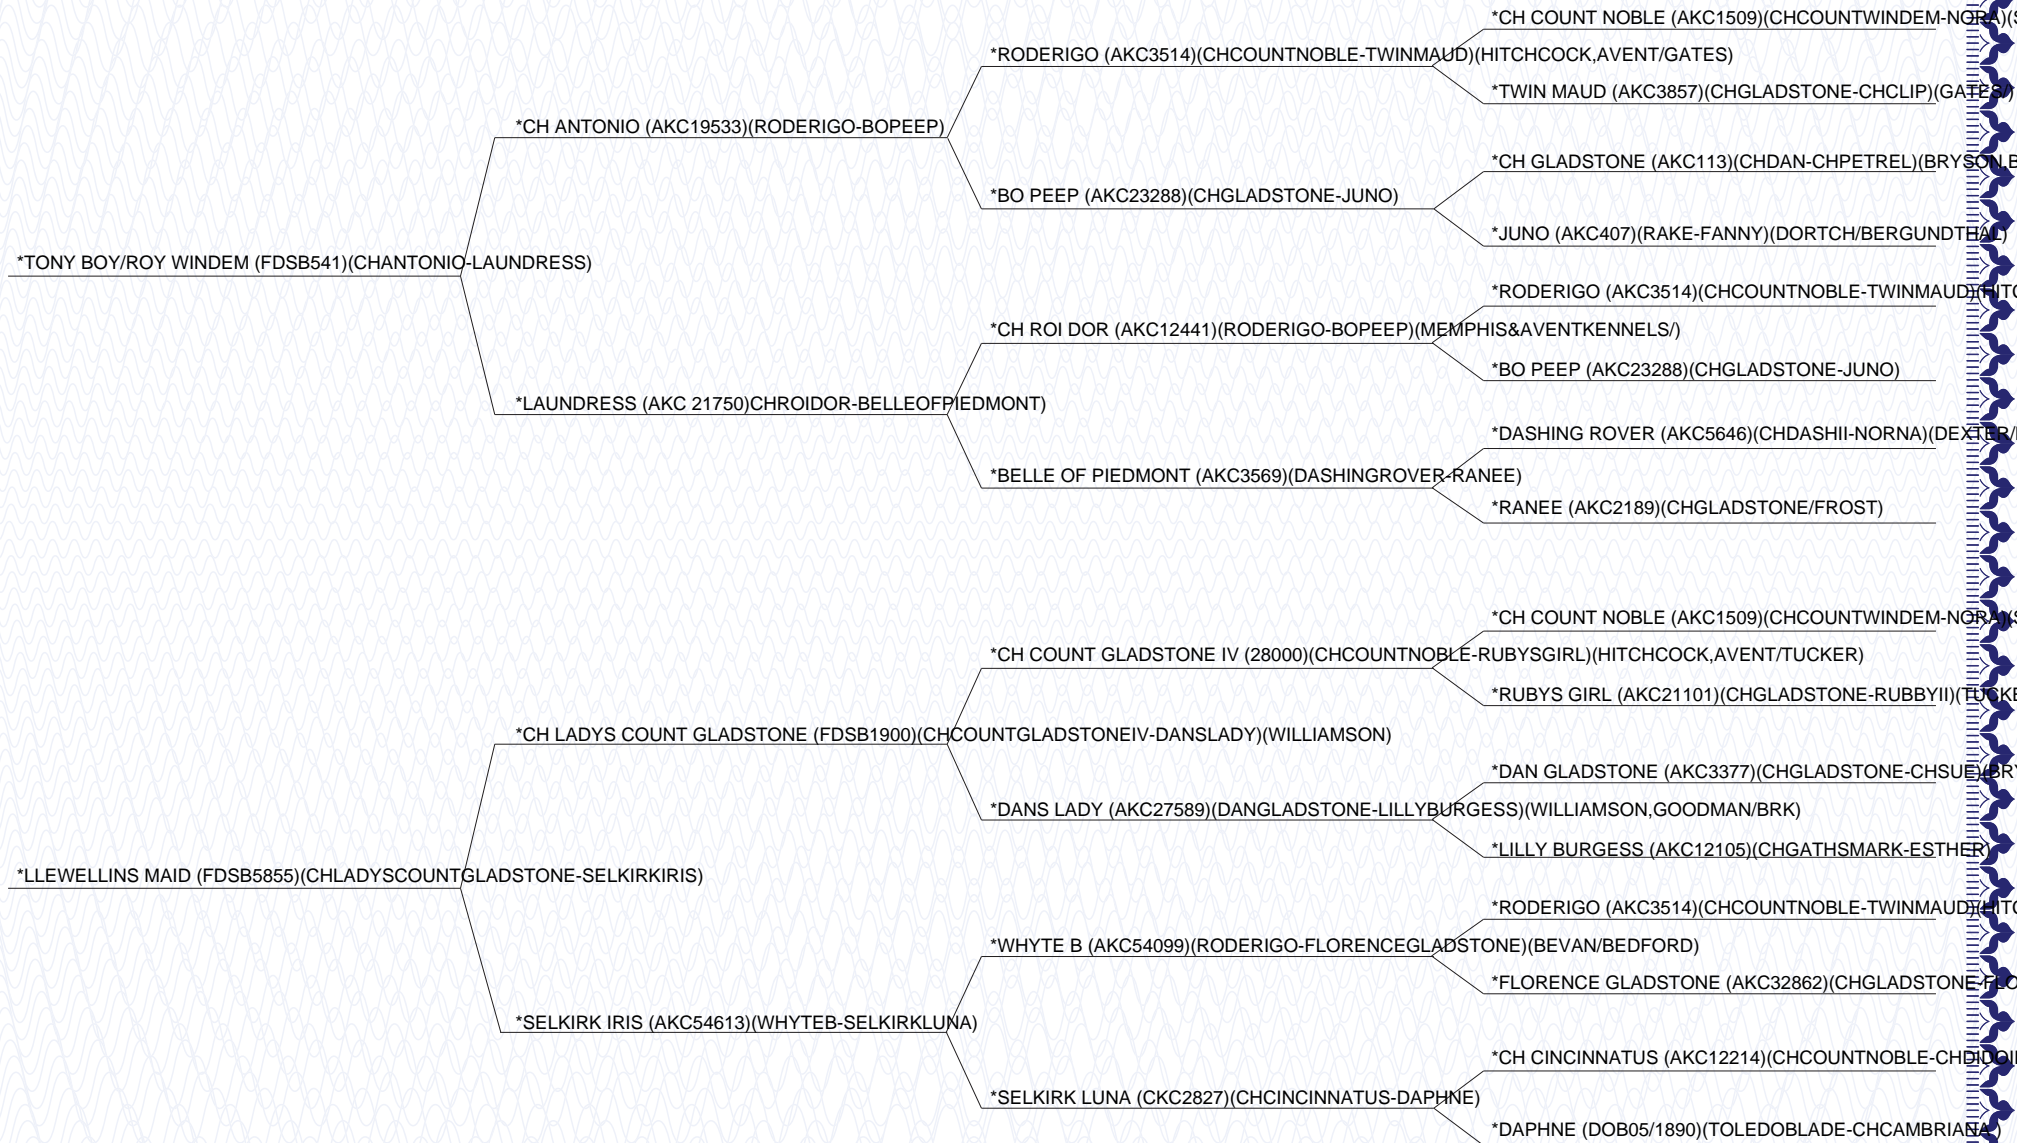 *CH COUNT NOBLE (AKC1509)(CHCOUNTWINDEM-NORA)(S
*RODERIGO (AKC3514)(CHCOUNTNOBLE-TWINMAUD)(HITCHCOCK,AVENT/GATES)
*TWIN MAUD (AKC3857)(CHGLADSTONE-CHCLIP)(GATES/)
*CH ANTONIO (AKC19533)(RODERIGO-BOPEEP)
*CH GLADSTONE (AKC113)(CHDAN-CHPETREL)(BRYSON,B
*BO PEEP (AKC23288)(CHGLADSTONE-JUNO)
*JUNO (AKC407)(RAKE-FANNY)(DORTCH/BERGUNDTHAL)
*TONY BOY/ROY WINDEM (FDSB541)(CHANTONIO-LAUNDRESS)
*RODERIGO (AKC3514)(CHCOUNTNOBLE-TWINMAUD)(HITC
*CH ROI DOR (AKC12441)(RODERIGO-BOPEEP)(MEMPHIS&AVENTKENNELS/)
*BO PEEP (AKC23288)(CHGLADSTONE-JUNO)
*LAUNDRESS (AKC 21750)CHROIDOR-BELLEOFPIEDMONT)
*DASHING ROVER (AKC5646)(CHDASHII-NORNA)(DEXTER/
*BELLE OF PIEDMONT (AKC3569)(DASHINGROVER-RANEE)
*RANEE (AKC2189)(CHGLADSTONE/FROST)
*CH COUNT NOBLE (AKC1509)(CHCOUNTWINDEM-NORA)(S
*CH COUNT GLADSTONE IV (28000)(CHCOUNTNOBLE-RUBYSGIRL)(HITCHCOCK,AVENT/TUCKER)
*RUBYS GIRL (AKC21101)(CHGLADSTONE-RUBBYII)(TUCKE
*CH LADYS COUNT GLADSTONE (FDSB1900)(CHCOUNTGLADSTONEIV-DANSLADY)(WILLIAMSON)
*DAN GLADSTONE (AKC3377)(CHGLADSTONE-CHSUE)(BRY
*DANS LADY (AKC27589)(DANGLADSTONE-LILLYBURGESS)(WILLIAMSON,GOODMAN/BRK)
*LILLY BURGESS (AKC12105)(CHGATHSMARK-ESTHER)
*LLEWELLINS MAID (FDSB5855)(CHLADYSCOUNTGLADSTONE-SELKIRKIRIS)
*RODERIGO (AKC3514)(CHCOUNTNOBLE-TWINMAUD)(HITC
*WHYTE B (AKC54099)(RODERIGO-FLORENCEGLADSTONE)(BEVAN/BEDFORD)
*FLORENCE GLADSTONE (AKC32862)(CHGLADSTONE-FLO
*SELKIRK IRIS (AKC54613)(WHYTEB-SELKIRKLUNA)
*CH CINCINNATUS (AKC12214)(CHCOUNTNOBLE-CHDIDOI
*SELKIRK LUNA (CKC2827)(CHCINCINNATUS-DAPHNE)
*DAPHNE (DOB05/1890)(TOLEDOBLADE-CHCAMBRIANA )